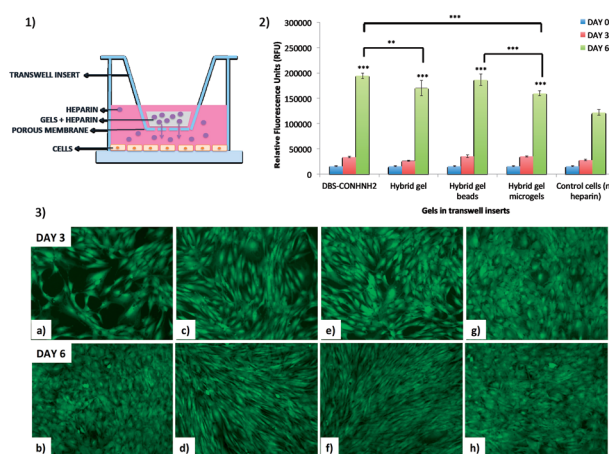 1)
TRANSWELL INSERT
HEPARIN
GELS + HEPARIN
POROUS MEMBRANE
CELLS
2)
Relative Fluorescence Units (RFU)
300000
250000
200000
150000
100000
50000
0
***
**
***
***
***
***
***
DAY 0
DAY 3
DAY 6
DBS-CONHNH2
Hybrid gel
Hybrid gel
beads
Hybrid gel
microgels
Control cells (n
heparin)
Gels in transwell inserts
3)
DAY 3
a)
c)
e)
g)
DAY 6
b)
d)
f)
h)